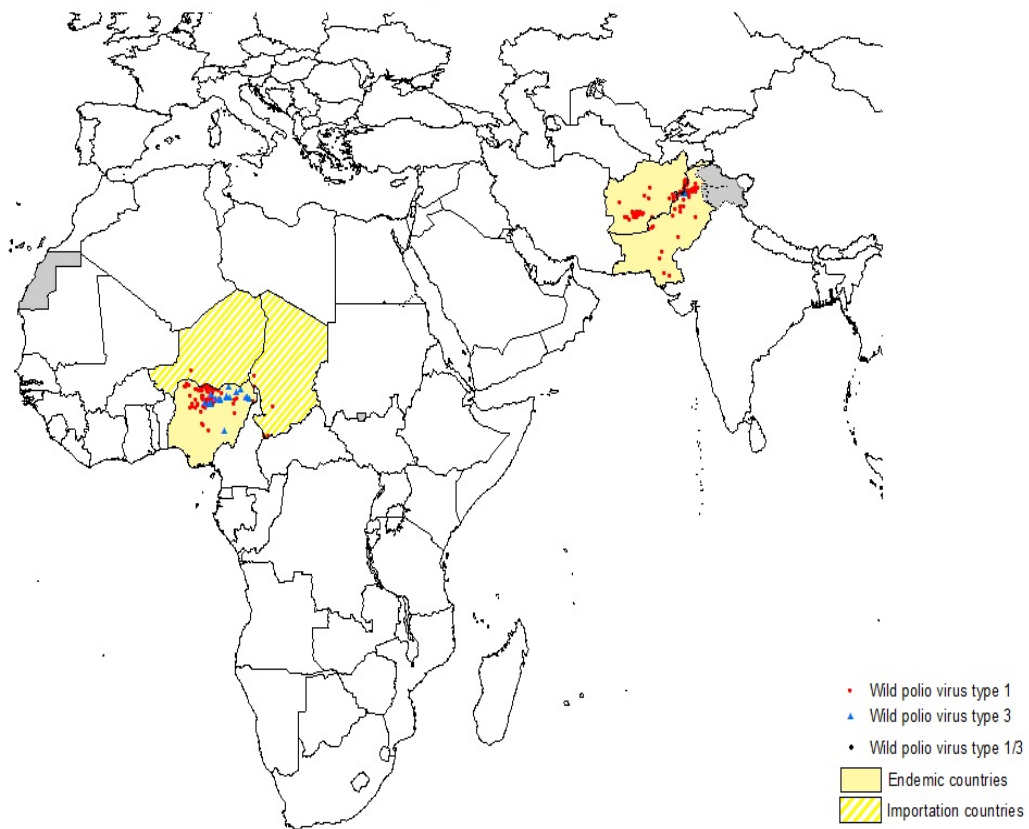 Wild polio virus type 1
Wild polio virus type 3
Wild polio virus type 1/3
Endemic countries
Importation countries